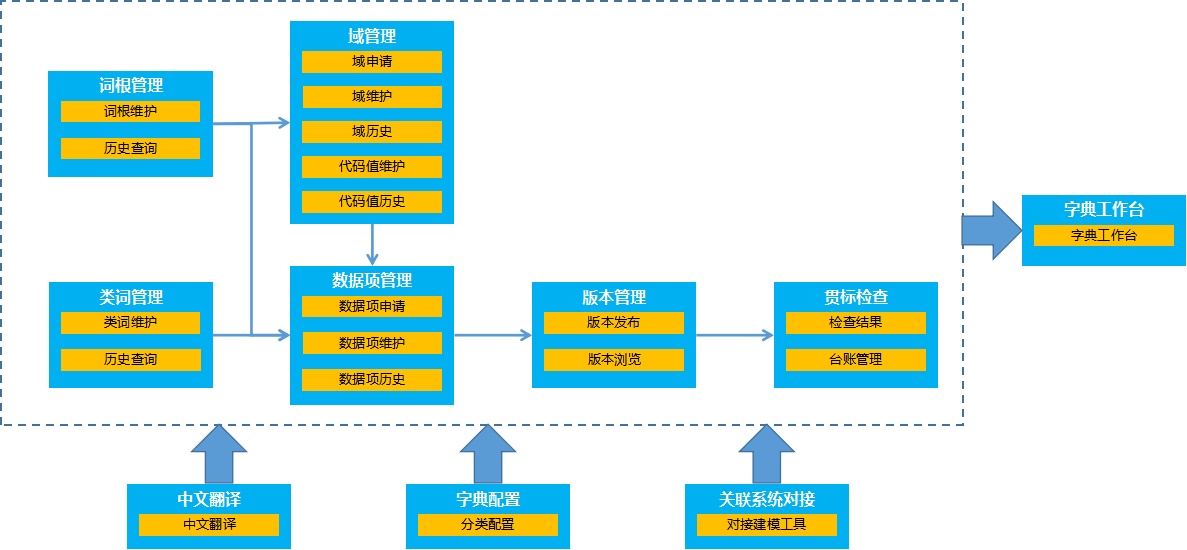 域管理
域申请
域维护
域历史
代码值维护
代码值历史
词根管理
词根维护
历史查询
类词管理
类词维护
历史查询
数据项管理
数据项申请
数据项维护
数据项历史
版本管理
版本发布
版本浏览
贯标检查
检查结果
台账管理
字典工作台
字典工作台
中文翻译
中文翻译
字典配置
分类配置
关联系统对接
对接建模工具